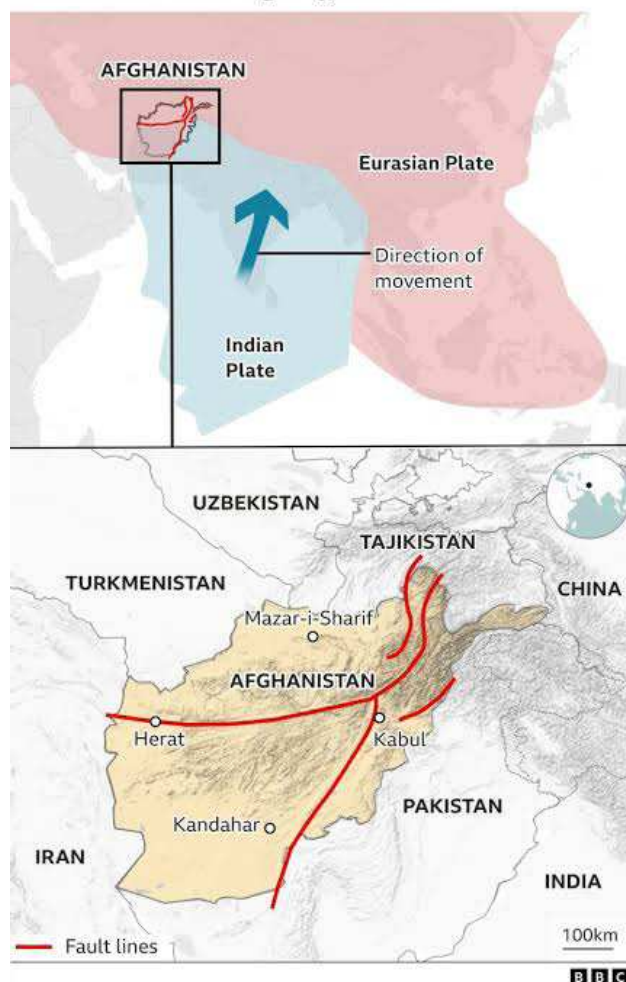 AFGHANISTAN
Eurasian Plate
Direction of
movement
Indian
Plate
UZBEKISTAN
TAJIKISTAN
TURKMENISTAN
CHINA
Mazar-i-Sharif
AFGHANISTAN
Herat
Kabul
PAKISTAN
Kandahar
IRAN
INDIA
Fault lines
100km
BBC